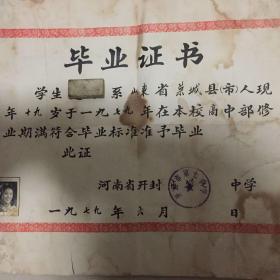 毕业证书
学生 系 山东省 城县(市)人现
年十九岁于一九七九年在本校高中部修
业期满符合毕业标准准予毕业
此证
河南省开封 中学
一九七九年六月 日